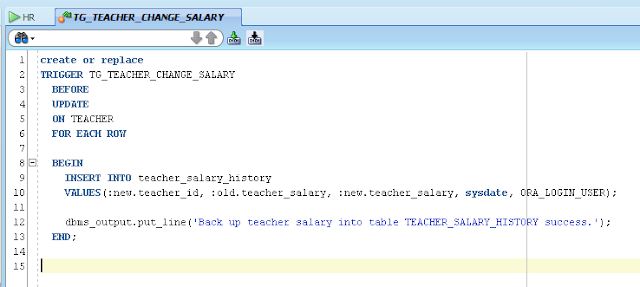 HR
TG_TEACHER_CHANGE_SALARY
1 create or replace
2 TRIGGER TG_TEACHER_CHANGE_SALARY
3 BEFORE
4 UPDATE
5 ON TEACHER
6 FOR EACH ROW
7
8 BEGIN
9 INSERT INTO teacher_salary_history
10 VALUES(:new.teacher_id, :old.teacher_salary, :new.teacher_salary, sysdate, ORA_LOGIN_USER);
11
12 dbms_output.put_line('Back up teacher salary into table TEACHER_SALARY_HISTORY success.');
13 END;
14
15